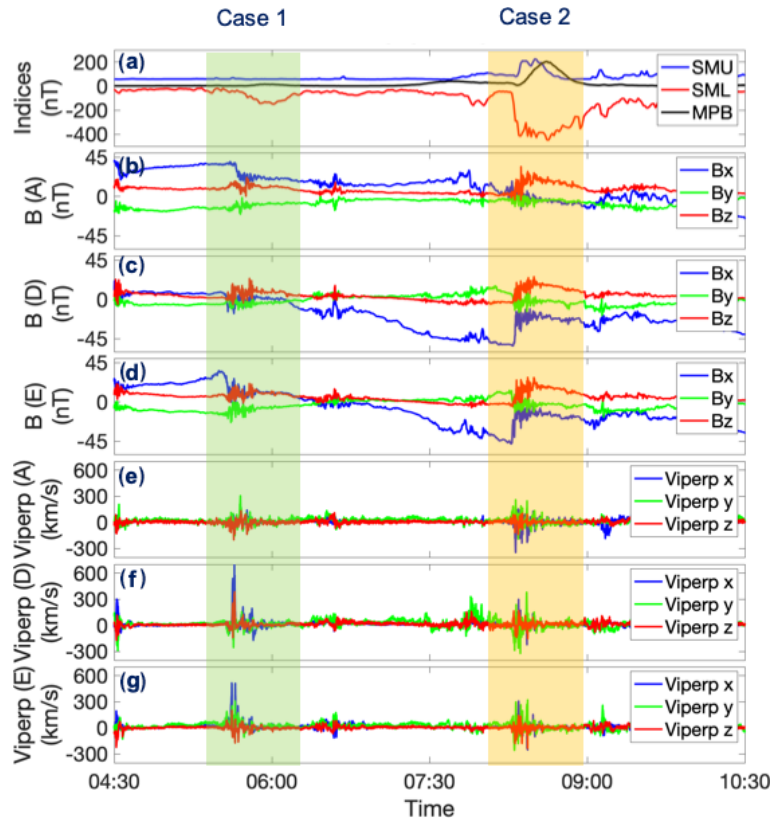 Case 1
Case 2
(a)
Indices
(nT)
200
0
-200
-400
SMU
SML
MPB
(b)
B (A)
(nT)
45
0
-45
Bx
By
Bz
(c)
B (D)
(nT)
45
0
-45
Bx
By
Bz
(d)
B (E)
(nT)
45
0
-45
Bx
By
Bz
(e)
Viperp (A)
(km/s)
600
300
0
-300
Viperp x
Viperp y
Viperp z
(f)
Viperp (D)
(km/s)
600
300
0
-300
Viperp x
Viperp y
Viperp z
(g)
Viperp (E)
(km/s)
600
300
0
-300
Viperp x
Viperp y
Viperp z
04:30
06:00
07:30
09:00
10:30
Time